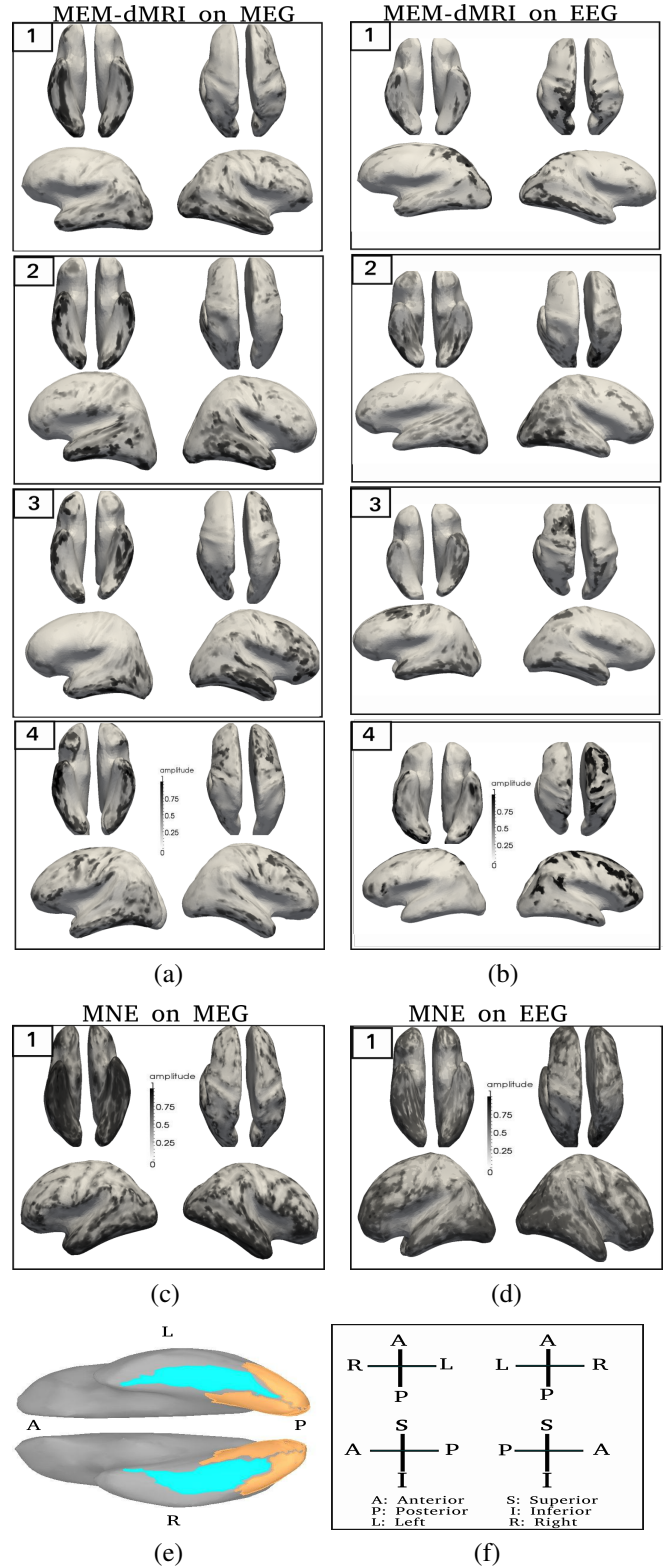 MEM-dMRI on MEG
MEM-dMRI on EEG
1
1
2
2
3
3
4
amplitude
0.75
0.5
0.25
0
4
amplitude
0.75
0.5
0.25
0
(a)
(b)
MNE on MEG
MNE on EEG
1
amplitude
0.75
0.5
0.25
0
1
amplitude
0.75
0.5
0.25
0
(c)
(d)
L
A
P
R
A
R L
P
A
L R
P
S
A P
I
S
P A
I
A: Anterior
P: Posterior
L: Left
S: Superior
I: Inferior
R: Right
(e)
(f)